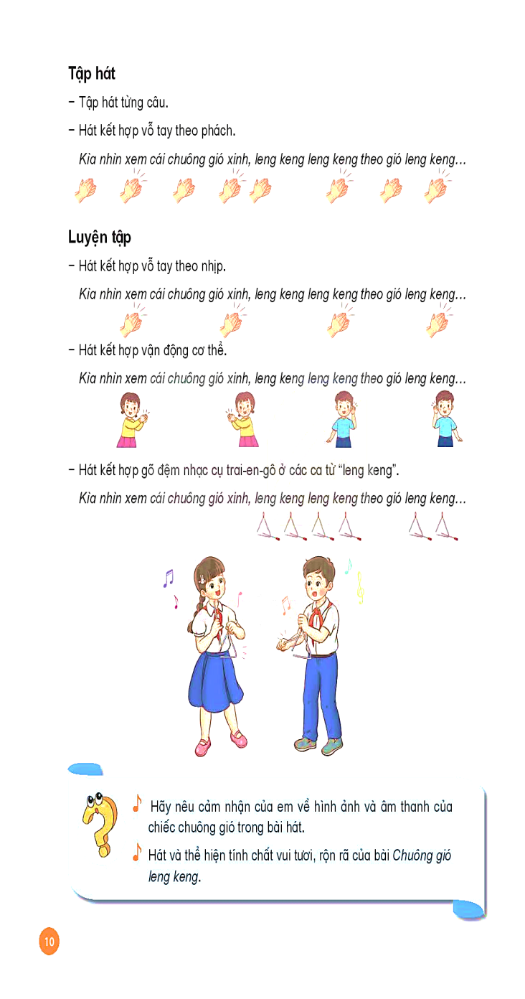 Tập hát
– Tập hát từng câu.
– Hát kết hợp vỗ tay theo phách.
Kìa nhìn xem cái chuông gió xinh, leng keng leng keng theo gió leng keng...
Luyện tập
– Hát kết hợp vỗ tay theo nhịp.
Kìa nhìn xem cái chuông gió xinh, leng keng leng keng theo gió leng keng...
– Hát kết hợp vận động cơ thể.
Kìa nhìn xem cái chuông gió xinh, leng keng leng keng theo gió leng keng...
– Hát kết hợp gõ đệm nhạc cụ trai-en-gô ở các ca từ “leng keng”.
Kìa nhìn xem cái chuông gió xinh, leng keng leng keng theo gió leng keng...
Hãy nêu cảm nhận của em về hình ảnh và âm thanh của
chiếc chuông gió trong bài hát.
Hát và thể hiện tính chất vui tươi, rộn rã của bài Chuông gió
leng keng.
10